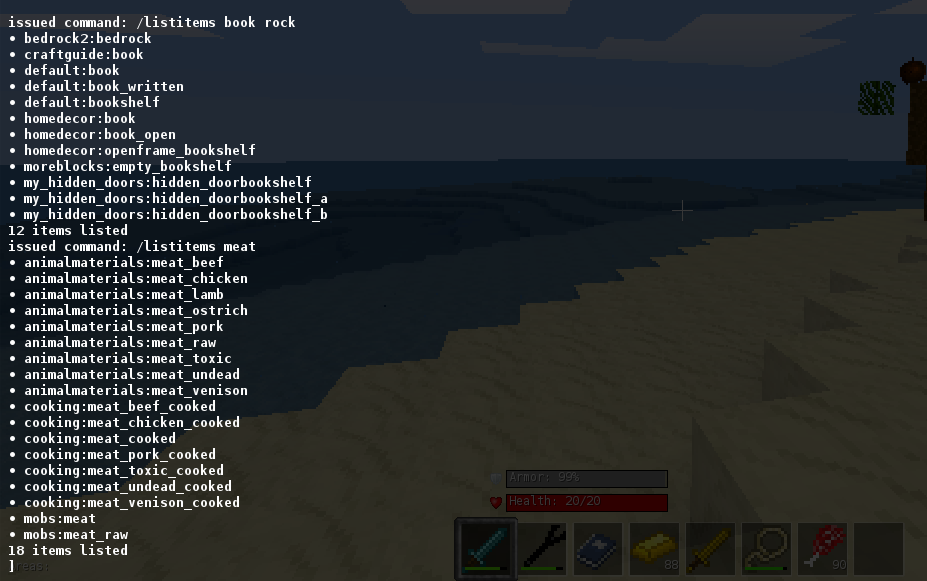 issued command: /listitems book rock
• bedrock2:bedrock
• craftguide:book
• default:book
• default:book_written
• default:bookshelf
• homedecor:book
• homedecor:book_open
• homedecor:openframe_bookshelf
• moreblocks:empty_bookshelf
• my_hidden_doors:hidden_doorbookshelf
• my_hidden_doors:hidden_doorbookshelf_a
• my_hidden_doors:hidden_doorbookshelf_b
12 items listed
issued command: /listitems meat
• animalmaterials:meat_beef
• animalmaterials:meat_chicken
• animalmaterials:meat_lamb
• animalmaterials:meat_ostrich
• animalmaterials:meat_pork
• animalmaterials:meat_raw
• animalmaterials:meat_toxic
• animalmaterials:meat_undead
• animalmaterials:meat_venison
• cooking:meat_beef_cooked
• cooking:meat_chicken_cooked
• cooking:meat_cooked
• cooking:meat_pork_cooked
• cooking:meat_toxic_cooked
• cooking:meat_undead_cooked
• cooking:meat_venison_cooked
• mobs:meat
• mobs:meat_raw
18 items listed
]
Armor: 99%
Health: 20/20
88
90